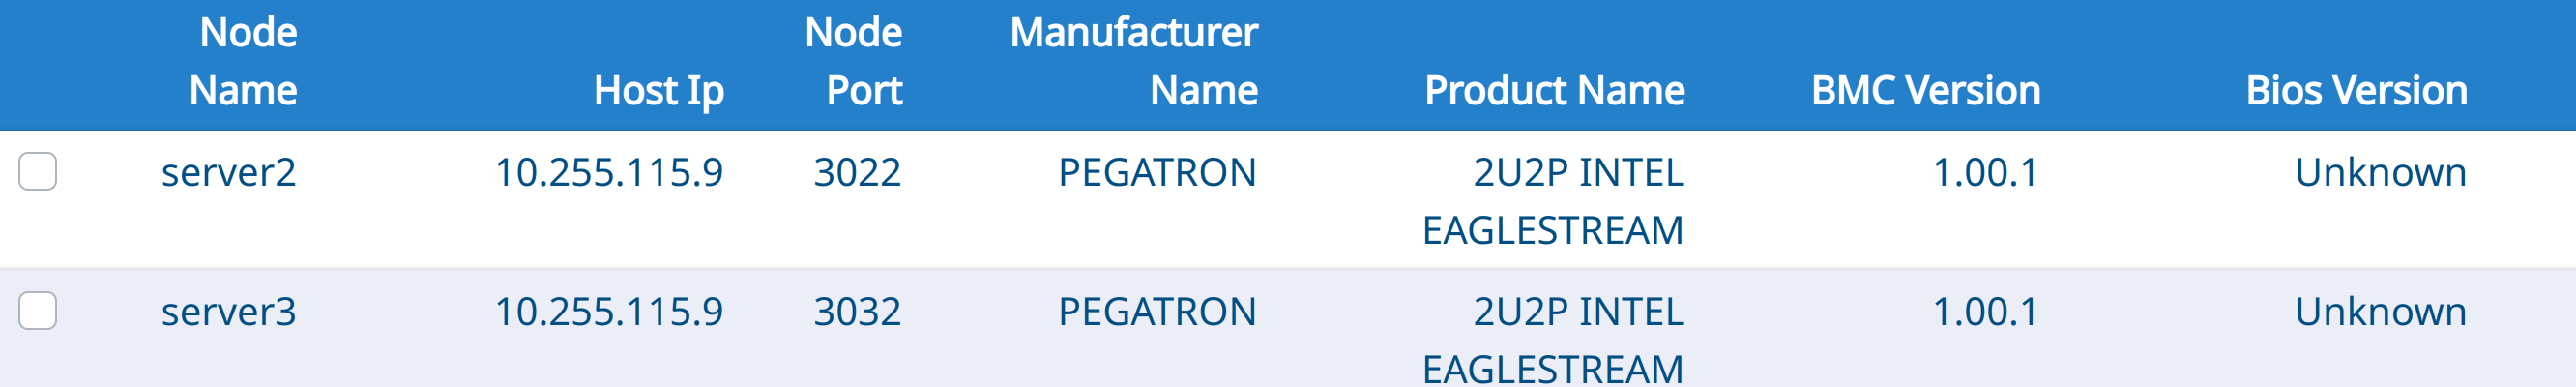 Node Name Host Ip Node Port Manufacturer Name Product Name BMC Version Bios Version
server2 10.255.115.9 3022 PEGATRON 2U2P INTEL EAGLESTREAM 1.00.1 Unknown
server3 10.255.115.9 3032 PEGATRON 2U2P INTEL EAGLESTREAM 1.00.1 Unknown